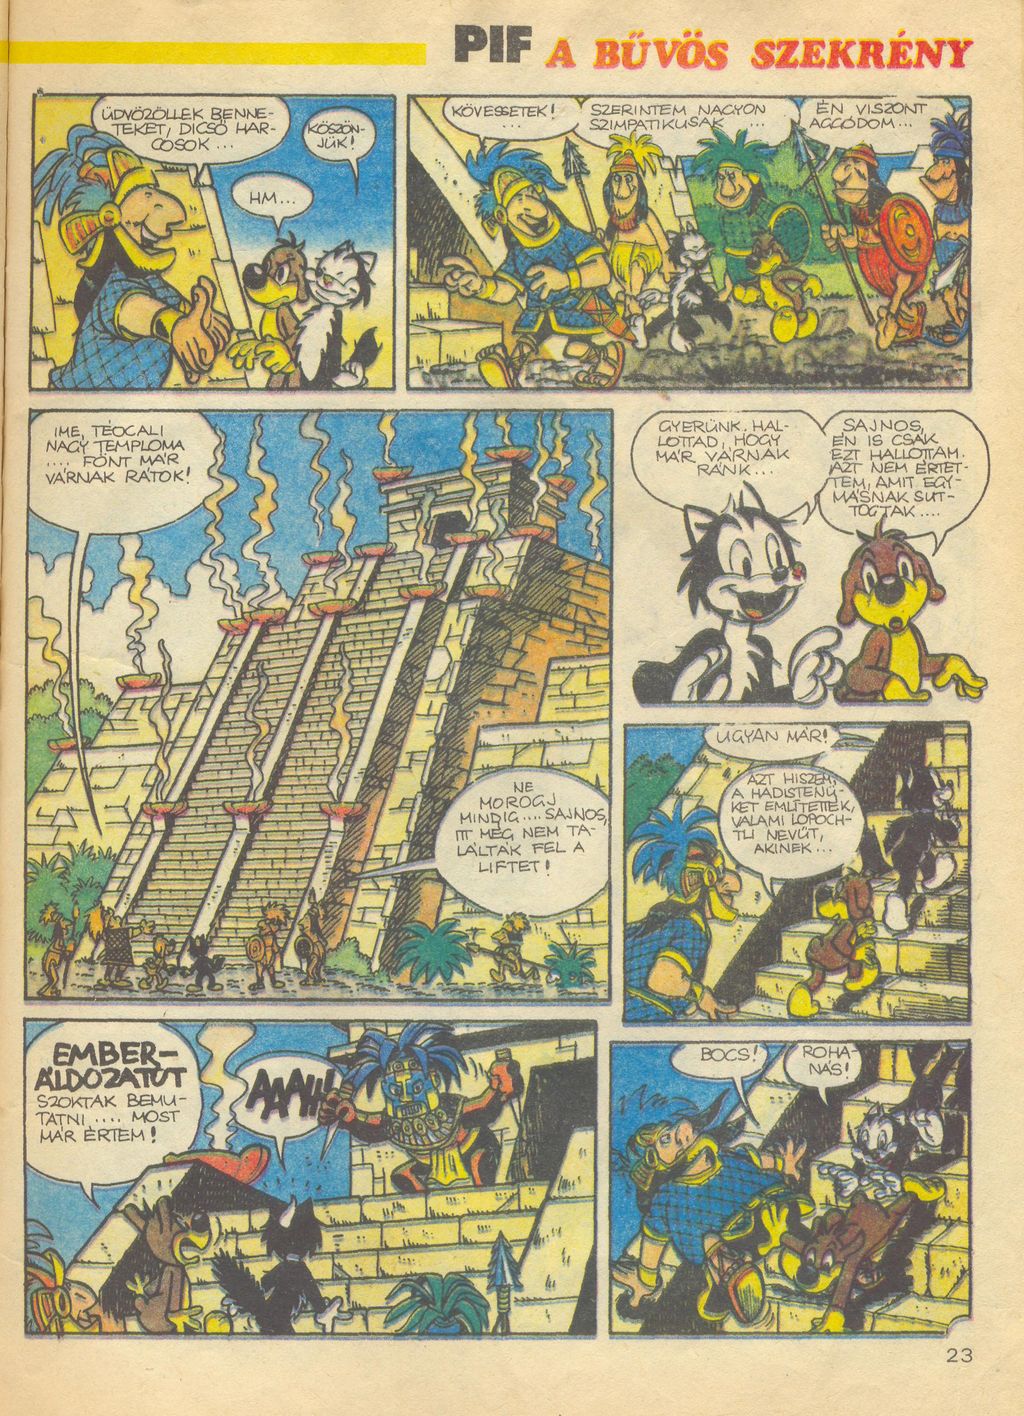 PIF A BŰVÖS SZEKRÉNY
ÜDVÖZÖLLEK BENNE-
TEKET, DICSŐ HAR-
COSOK...
KÖSZÖN-
JÜK!
HM...
KÖVESSETEK!
...
SZERINTEM NAGYON
SZIMPATIKUSAK ...
ÉN VISZONT
AGGÓDOM...
IME, TÉOCALI
NAGY TEMPLOMA
.... FÖNT MÁR
VÁRNAK RÁTOK!
NE
MOROGJ
MINDIG .... SAJNOS,
ITT MÉG NEM TA-
LÁLTÁK FEL A
LIFTET!
GYERÜNK. HAL-
LOTTAD, HOGY
MÁR VÁRNAK
RÁNK...
SAJNOS,
ÉN IS CSAK
EZT HALLOTTAM.
AZT NEM ÉRTET-
TEM, AMIT EGY-
MÁSNAK SUT-
TOGTAK....
UGYAN MÁR!
AZT HISZEM,
A HADISTENÜ-
KET EMLÍTETTÉK,
VALAMI LOPOCH-
TLI NEVŰT,
AKINEK...
EMBER-
ÁLDOZATOT
SZOKTAK BEMU-
TATNI .... MOST
MÁR ÉRTEM!
AAAH!!
BOCS!
ROHA-
NÁS!
23